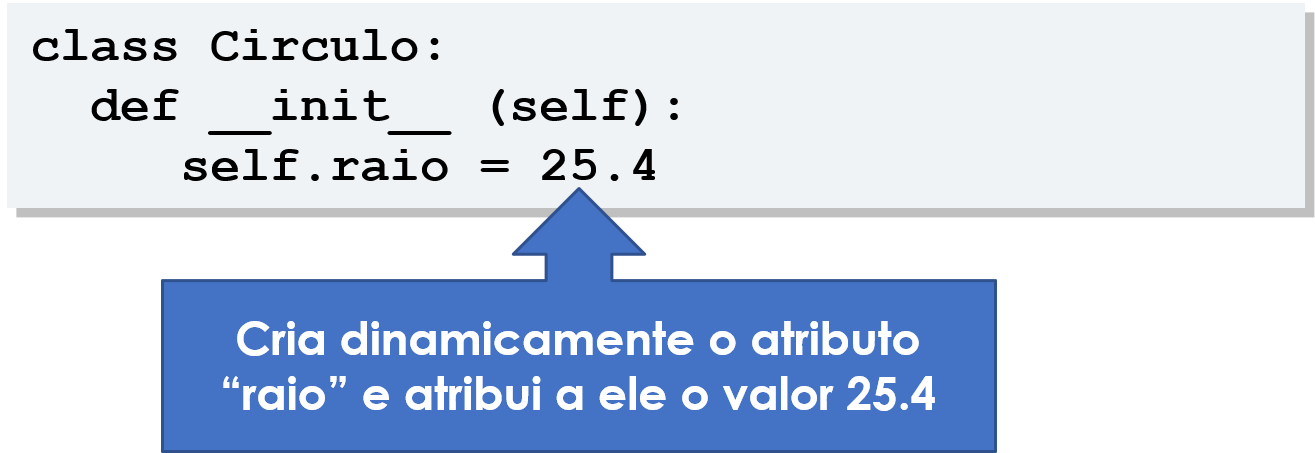 class Circulo:
  def __init__ (self):
     self.raio = 25.4
Cria dinamicamente o atributo
“raio” e atribui a ele o valor 25.4